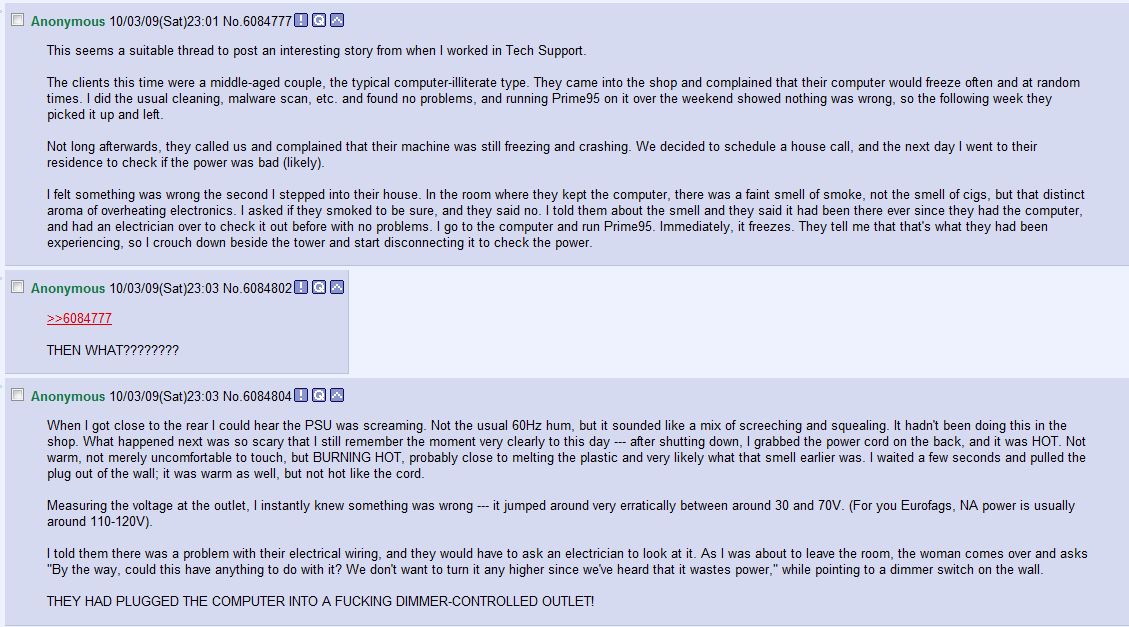 Anonymous 10/03/09(Sat)23:01 No.6084777
This seems a suitable thread to post an interesting story from when I worked in Tech Support.
The clients this time were a middle-aged couple, the typical computer-illiterate type. They came into the shop and complained that their computer would freeze often and at random
times. I did the usual cleaning, malware scan, etc. and found no problems, and running Prime95 on it over the weekend showed nothing was wrong, so the following week they
picked it up and left.
Not long afterwards, they called us and complained that their machine was still freezing and crashing. We decided to schedule a house call, and the next day I went to their
residence to check if the power was bad (likely).
I felt something was wrong the second I stepped into their house. In the room where they kept the computer, there was a faint smell of smoke, not the smell of cigs, but that distinct
aroma of overheating electronics. I asked if they smoked to be sure, and they said no. I told them about the smell and they said it had been there ever since they had the computer,
and had an electrician over to check it out before with no problems. I go to the computer and run Prime95. Immediately, it freezes. They tell me that that's what they had been
experiencing, so I crouch down beside the tower and start disconnecting it to check the power.
Anonymous 10/03/09(Sat)23:03 No.6084802
>>6084777
THEN WHAT????????
Anonymous 10/03/09(Sat)23:03 No.6084804
When I got close to the rear I could hear the PSU was screaming. Not the usual 60Hz hum, but it sounded like a mix of screeching and squealing. It hadn't been doing this in the
shop. What happened next was so scary that I still remember the moment very clearly to this day --- after shutting down, I grabbed the power cord on the back, and it was HOT. Not
warm, not merely uncomfortable to touch, but BURNING HOT, probably close to melting the plastic and very likely what that smell earlier was. I waited a few seconds and pulled the
plug out of the wall; it was warm as well, but not hot like the cord.
Measuring the voltage at the outlet, I instantly knew something was wrong --- it jumped around very erratically between around 30 and 70V. (For you Eurofags, NA power is usually
around 110-120V).
I told them there was a problem with their electrical wiring, and they would have to ask an electrician to look at it. As I was about to leave the room, the woman comes over and asks
"By the way, could this have anything to do with it? We don't want to turn it any higher since we've heard that it wastes power," while pointing to a dimmer switch on the wall.
THEY HAD PLUGGED THE COMPUTER INTO A FUCKING DIMMER-CONTROLLED OUTLET!